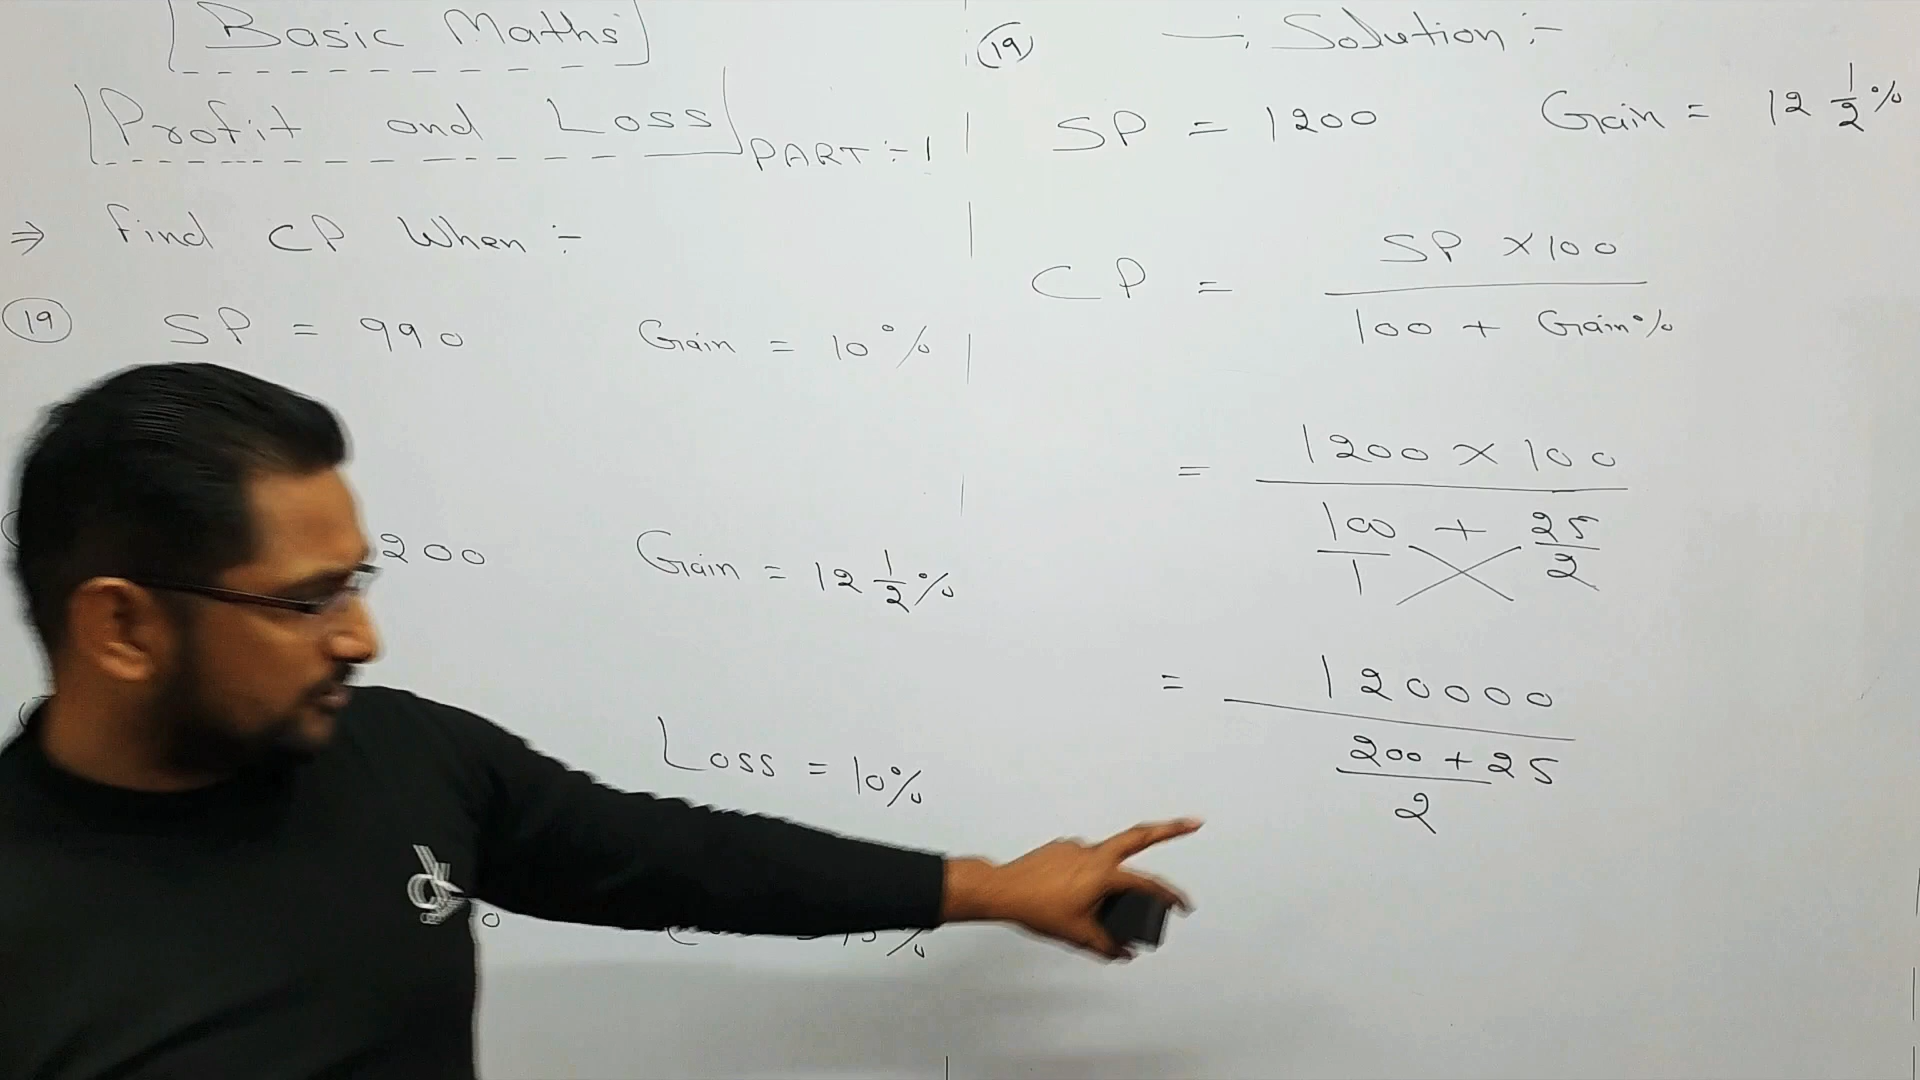 Basic Maths
Profit and Loss PART :- 1
⇒ Find CP When :-
(19) SP = 990 Gain = 10%
200 Gain = 12 1/2 %
Loss = 10%
0 15%
(19) —: Solution :-
SP = 1200 Gain = 12 1/2 %
CP = SP × 100
100 + Gain%
= 1200 × 100
100/1 + 25/2
= 120000
200 + 25
2